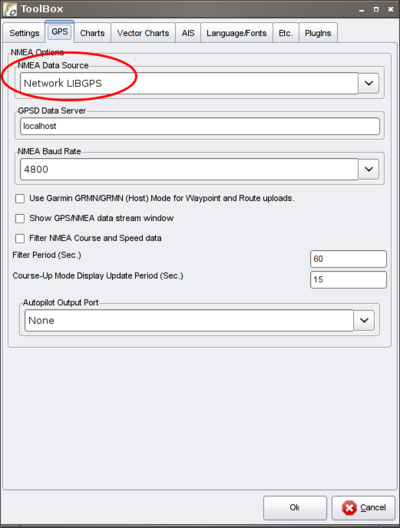 ToolBox
Settings GPS Charts Vector Charts AIS Language/Fonts Etc. PlugIns
NMEA Options
NMEA Data Source
Network LIBGPS
GPSD Data Server
localhost
NMEA Baud Rate
4800
Use Garmin GRMN/GRMN (Host) Mode for Waypoint and Route uploads.
Show GPS/NMEA data stream window
Filter NMEA Course and Speed data
Filter Period (Sec.) 60
Course-Up Mode Display Update Period (Sec.) 15
Autopilot Output Port
None
Ok Cancel